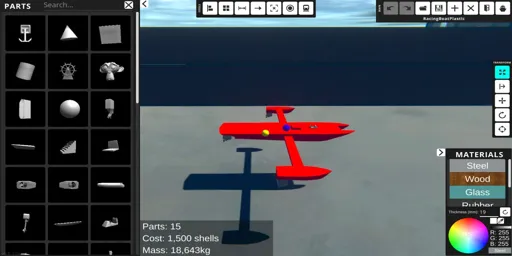 PARTS
Search...
RacingBoatPlastic
MATERIALS
Steel
Wood
Glass
Rubber
R: 255
G: 255
B: 255
Parts: 15
Cost: 1,500 shells
Mass: 18,643kg